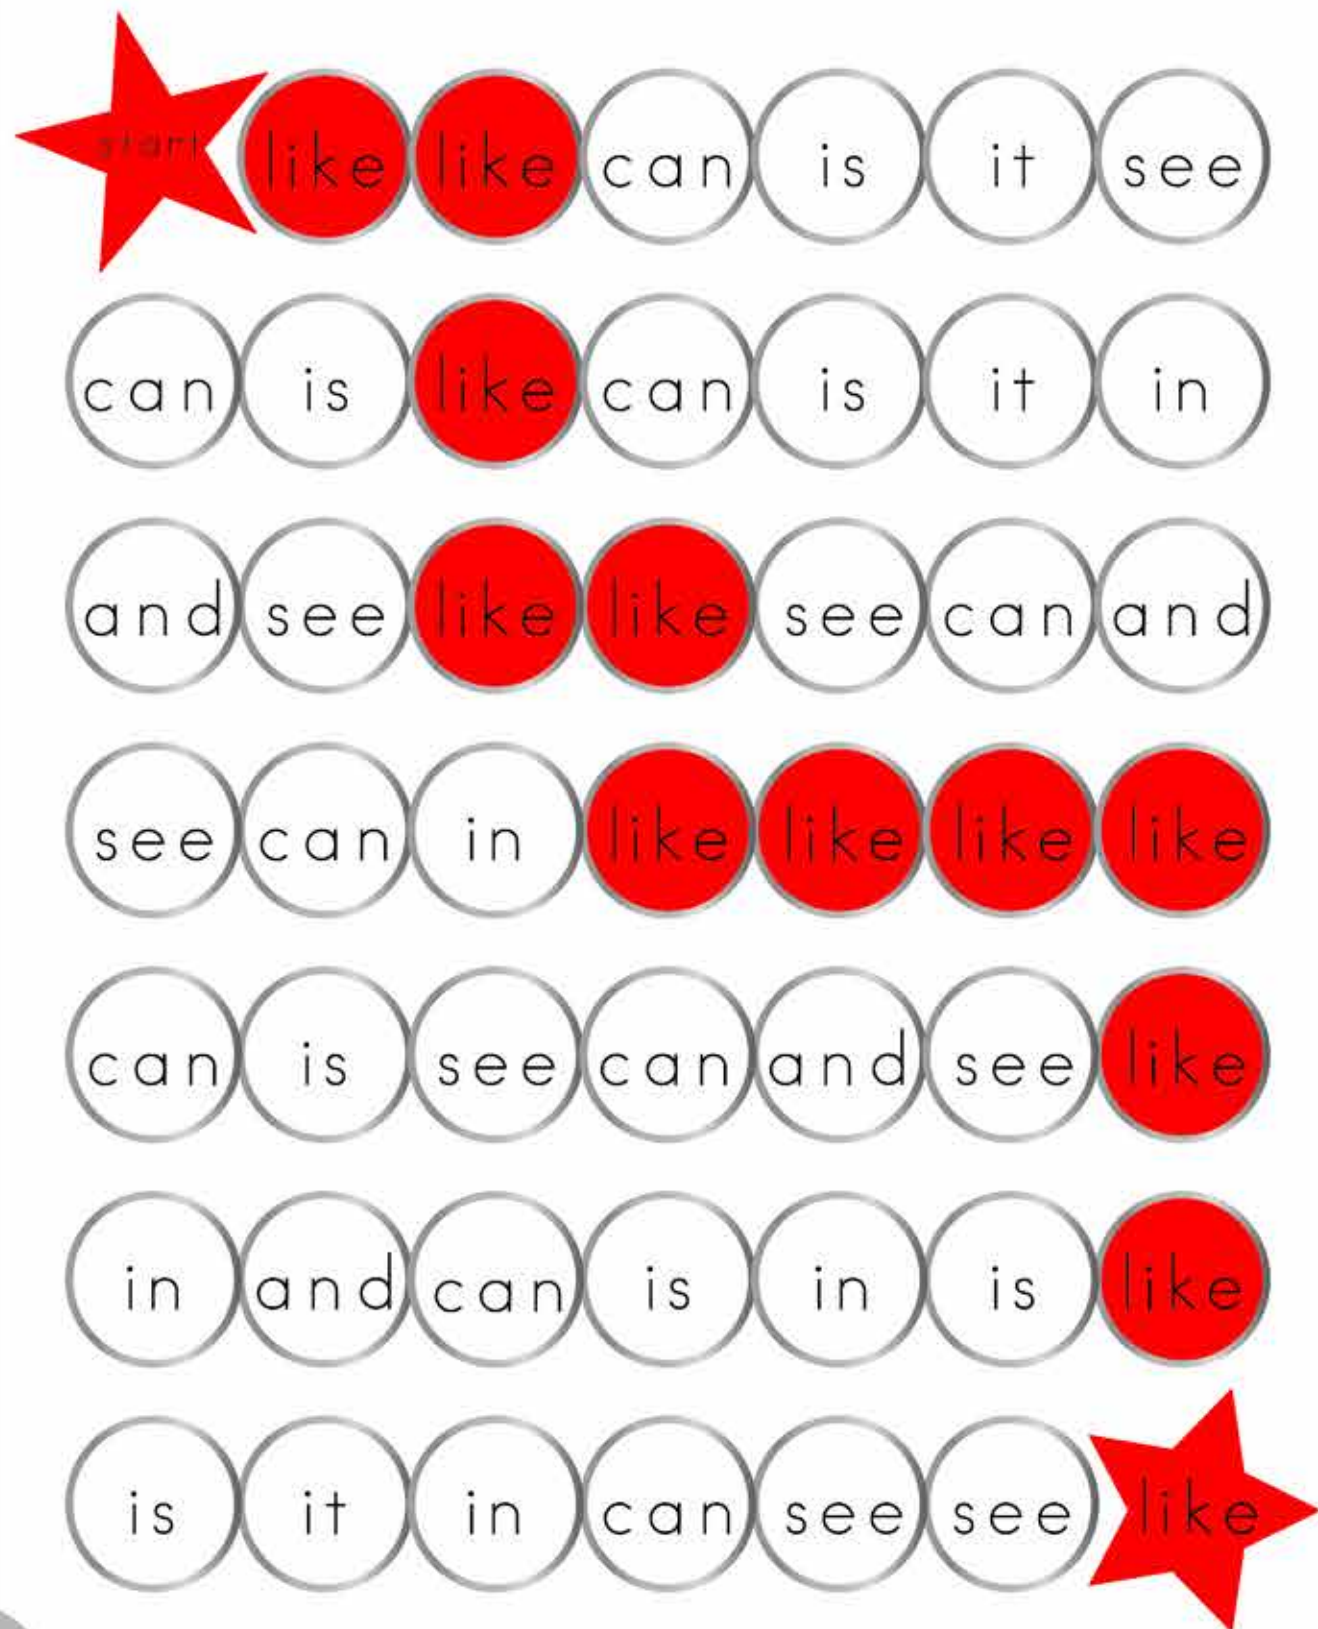 start like like can is it see
can is like can is it in
and see like like see can and
see can in like like like like
can is see can and see like
in and can is in is like
is it in can see see like